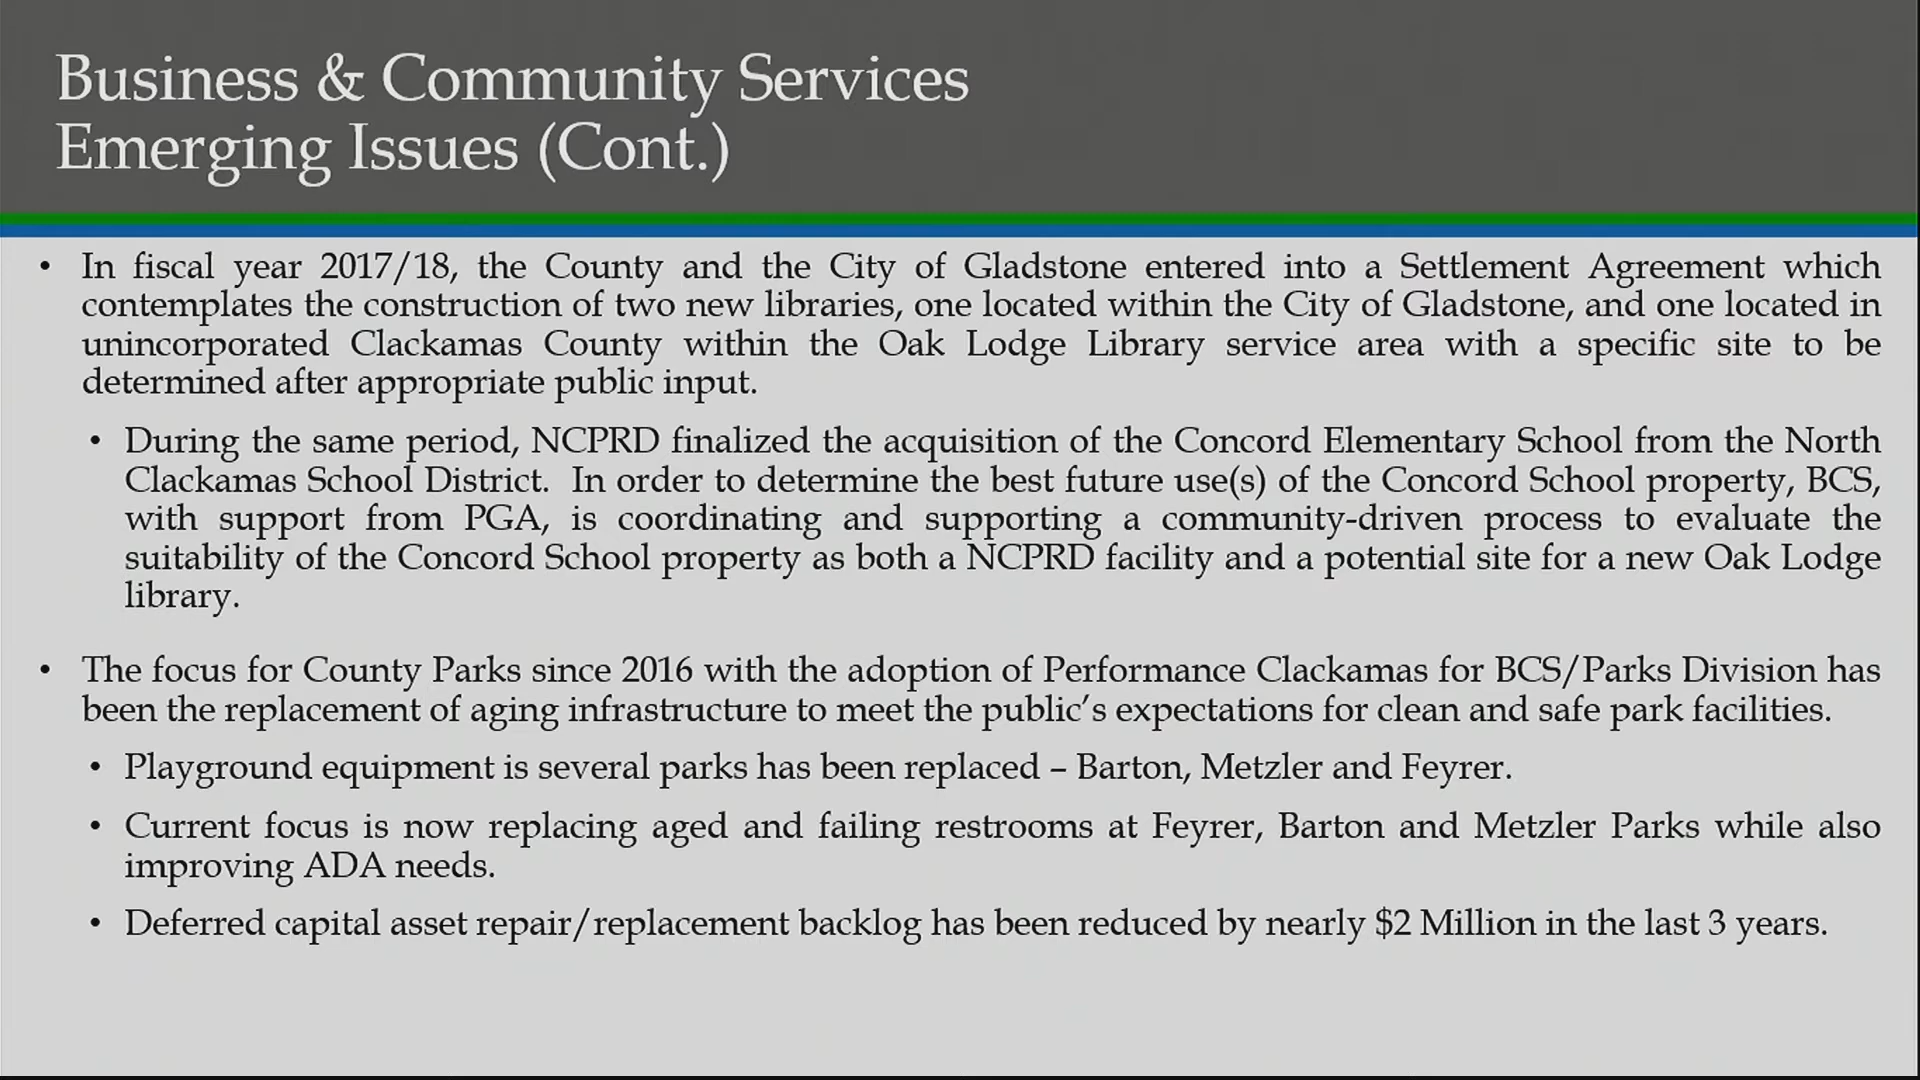 Business & Community Services
Emerging Issues (Cont.)
• In fiscal year 2017/18, the County and the City of Gladstone entered into a Settlement Agreement which
contemplates the construction of two new libraries, one located within the City of Gladstone, and one located in
unincorporated Clackamas County within the Oak Lodge Library service area with a specific site to be
determined after appropriate public input.
• During the same period, NCPRD finalized the acquisition of the Concord Elementary School from the North
Clackamas School District. In order to determine the best future use(s) of the Concord School property, BCS,
with support from PGA, is coordinating and supporting a community-driven process to evaluate the
suitability of the Concord School property as both a NCPRD facility and a potential site for a new Oak Lodge
library.
• The focus for County Parks since 2016 with the adoption of Performance Clackamas for BCS/Parks Division has
been the replacement of aging infrastructure to meet the public’s expectations for clean and safe park facilities.
• Playground equipment is several parks has been replaced – Barton, Metzler and Feyrer.
• Current focus is now replacing aged and failing restrooms at Feyrer, Barton and Metzler Parks while also
improving ADA needs.
• Deferred capital asset repair/replacement backlog has been reduced by nearly $2 Million in the last 3 years.